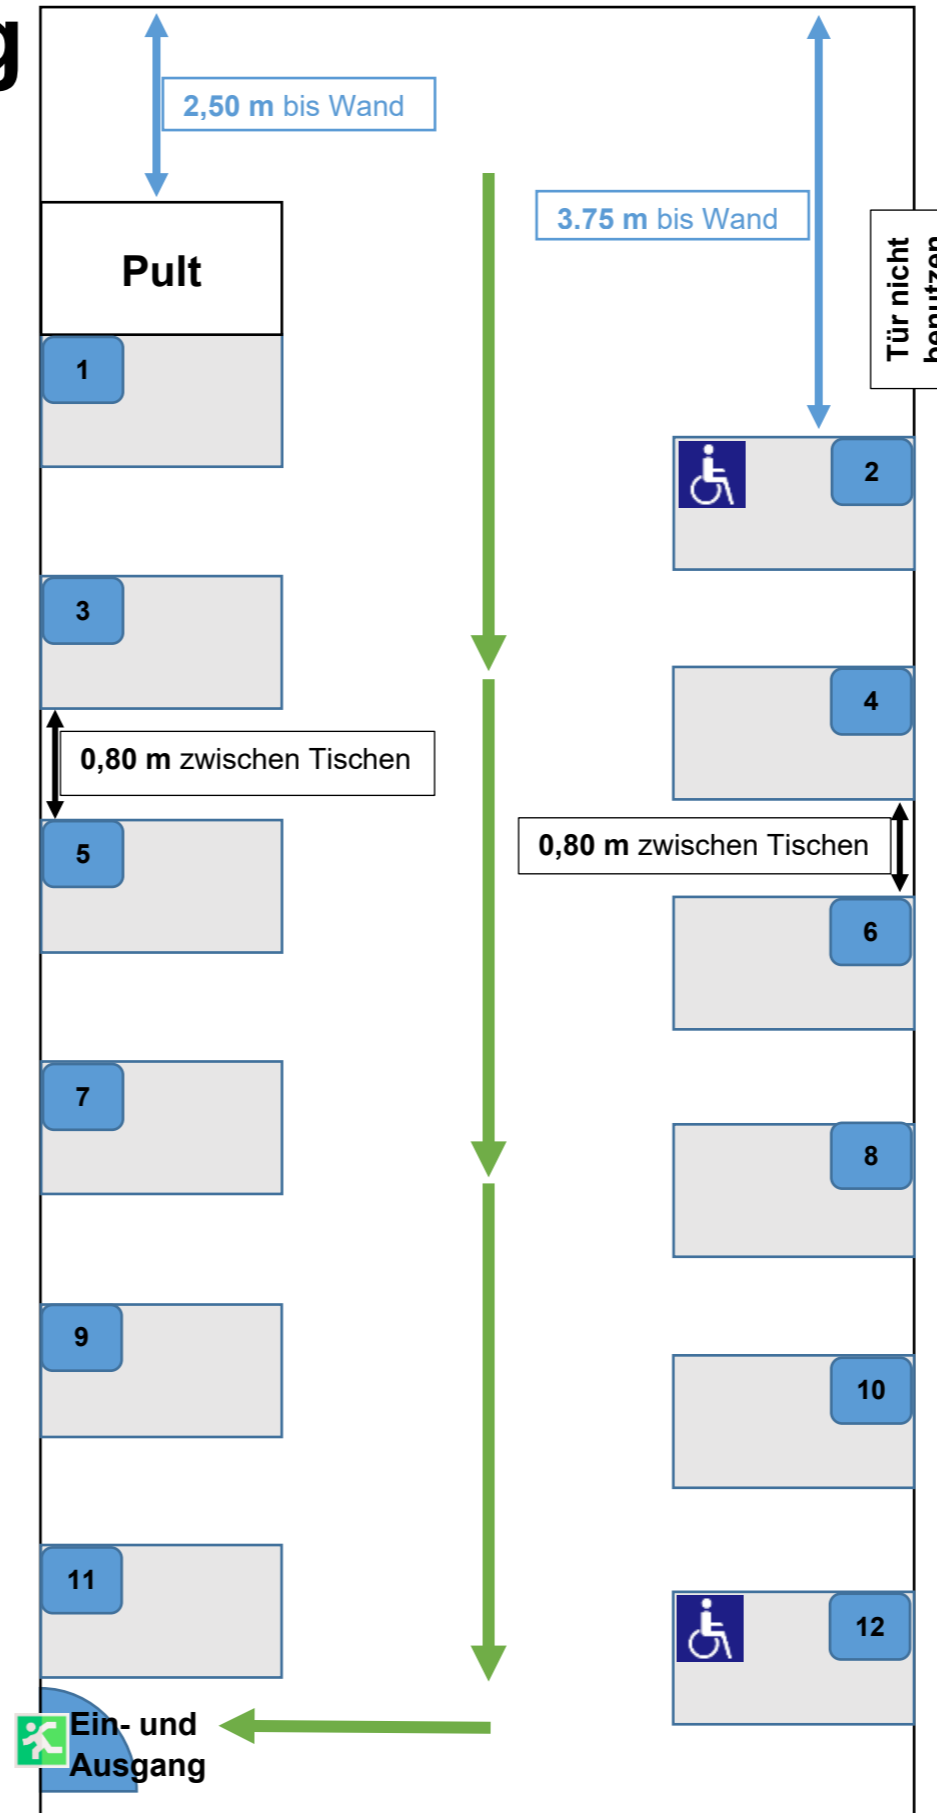 g
2,50 m bis Wand
3.75 m bis Wand
Pult
Tür nicht
benutzen
1
2
3
4
0,80 m zwischen Tischen
5
0,80 m zwischen Tischen
6
7
8
9
10
11
12
Ein- und
Ausgang